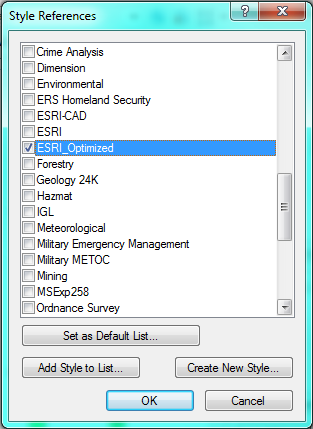 Style References
Crime Analysis
Dimension
Environmental
ERS Homeland Security
ESRI-CAD
ESRI
ESRI_Optimized
Forestry
Geology 24K
Hazmat
IGL
Meteorological
Military Emergency Management
Military METOC
Mining
MSExp258
Ordnance Survey
Set as Default List...
Add Style to List... Create New Style...
OK Cancel